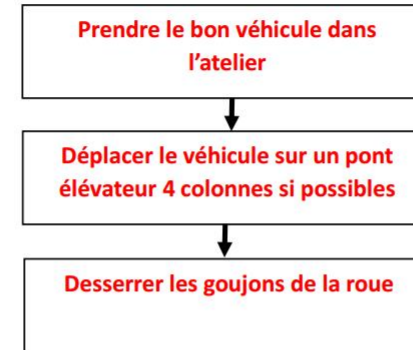 Prendre le bon véhicule dans
l’atelier
Déplacer le véhicule sur un pont
élévateur 4 colonnes si possibles
Desserrer les goujons de la roue